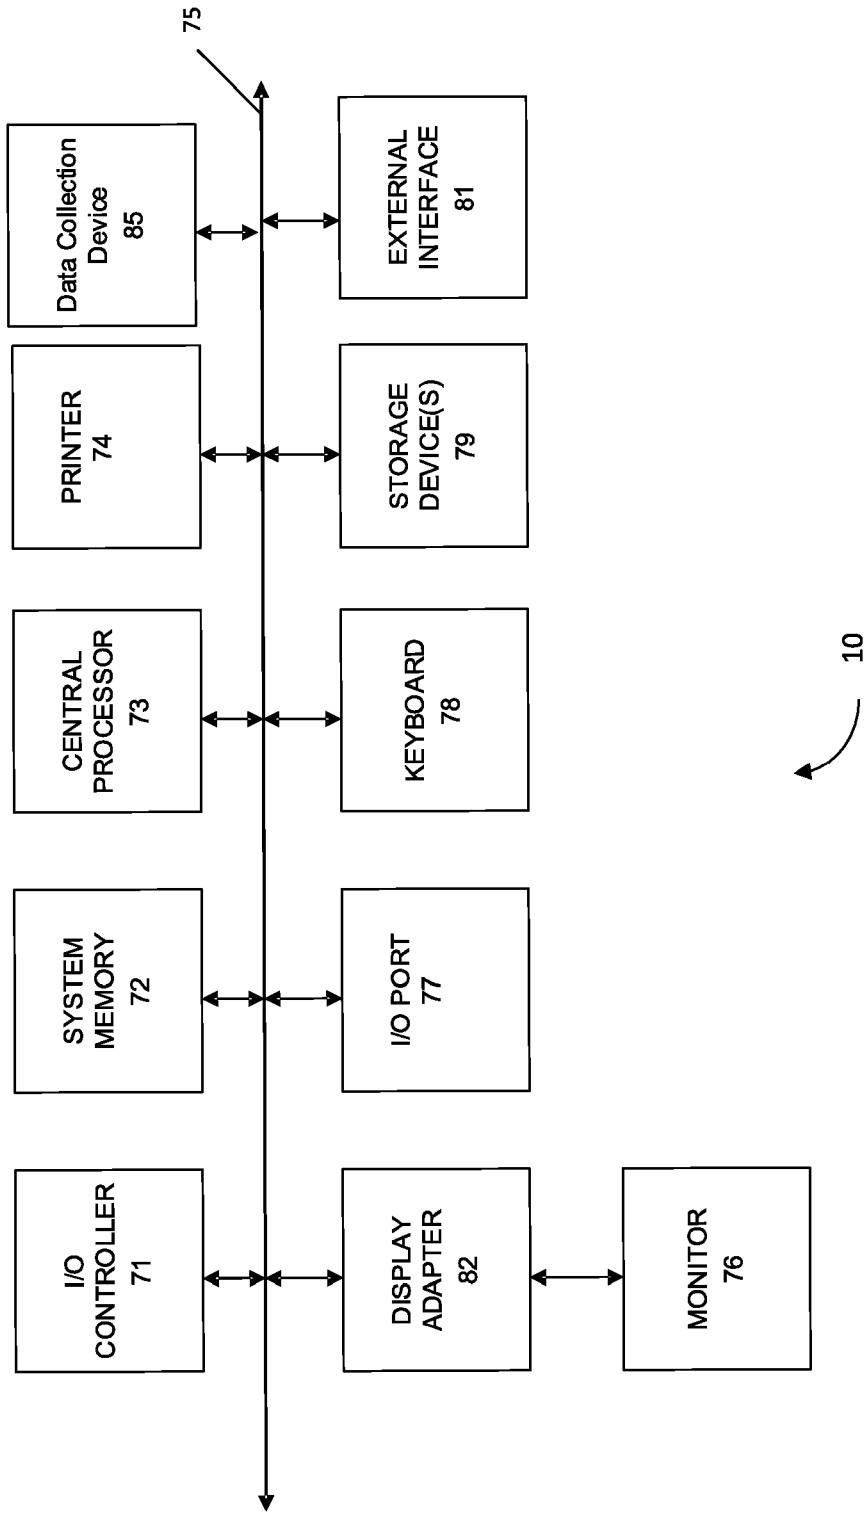 I/O
CONTROLLER
71
SYSTEM
MEMORY
72
CENTRAL
PROCESSOR
73
PRINTER
74
Data Collection
Device
85
75
DISPLAY
ADAPTER
82
I/O PORT
77
KEYBOARD
78
STORAGE
DEVICE(S)
79
EXTERNAL
INTERFACE
81
MONITOR
76
10